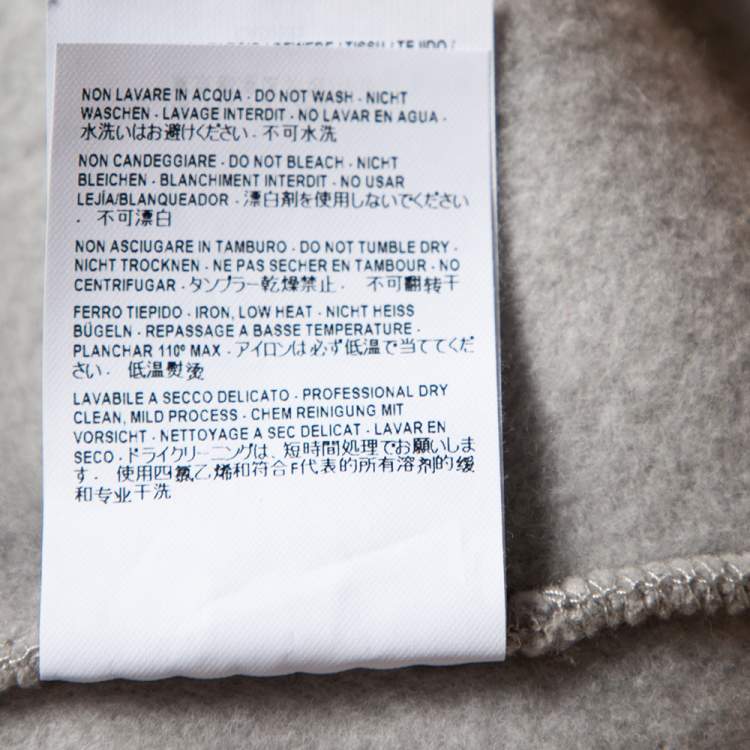 NON LAVARE IN ACQUA - DO NOT WASH - NICHT
WASCHEN - LAVAGE INTERDIT - NO LAVAR EN AGUA -
水洗いはお避けください. 不可水洗
NON CANDEGGIARE - DO NOT BLEACH - NICHT
BLEICHEN - BLANCHIMENT INTERDIT - NO USAR
LEJÍA/BLANQUEADOR - 漂白剤を使用しないでください
. 不可漂白
NON ASCIUGARE IN TAMBURO - DO NOT TUMBLE DRY -
NICHT TROCKNEN - NE PAS SECHER EN TAMBOUR - NO
CENTRIFUGAR - タンブラー乾燥禁止. 不可翻转干
FERRO TIEPIDO - IRON, LOW HEAT - NICHT HEISS
BÜGELN - REPASSAGE A BASSE TEMPERATURE -
PLANCHAR 110º MAX - アイロンは必ず低温で当ててくだ
さい. 低温熨烫
LAVABILE A SECCO DELICATO - PROFESSIONAL DRY
CLEAN, MILD PROCESS - CHEM REINIGUNG MIT
VORSICHT - NETTOYAGE A SEC DELICAT - LAVAR EN
SECO - ドライクリーニングは、短時間処理でお願いしま
す. 使用四氯乙烯和符合F代表的所有溶剂的缓
和专业干洗